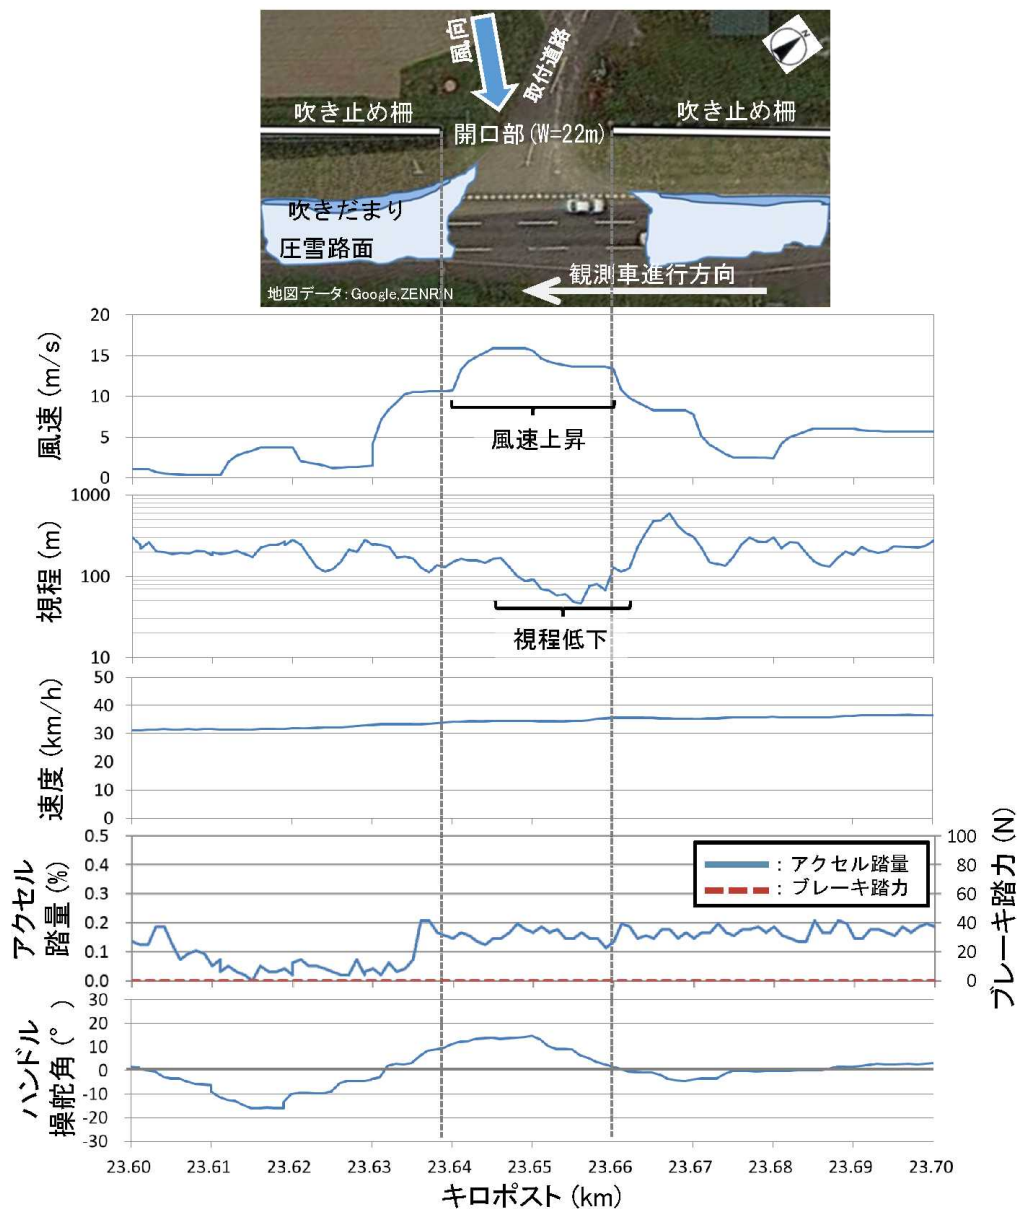 風向
取付道路
N
吹き止め柵
開口部(W=22m)
吹き止め柵
吹きだまり
圧雪路面
観測車進行方向
地図データ:Google,ZENRIN
風速 (m/s)
20
15
10
5
0
風速上昇
視程 (m)
1000
100
10
視程低下
速度 (km/h)
50
40
30
20
10
0
アクセル
踏量 (%)
0.5
0.4
0.3
0.2
0.1
0.0
: アクセル踏量
: ブレーキ踏力
100
80
60
40
20
0
ブレーキ踏力 (N)
ハンドル
操舵角 (°)
30
20
10
0
-10
-20
-30
23.60 23.61 23.62 23.63 23.64 23.65 23.66 23.67 23.68 23.69 23.70
キロポスト (km)